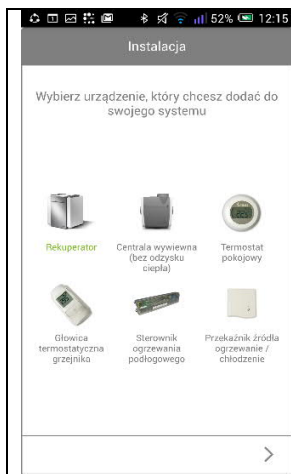 52% 12:15
Instalacja
Wybierz urządzenie, który chcesz dodać do
swojego systemu
Rekuperator
Centrala wywiewna
(bez odzysku
ciepła)
Termostat
pokojowy
Głowica
termostatyczna
grzejnika
Sterownik
ogrzewania
podłogowego
Przekaźnik źródła
ogrzewanie /
chłodzenie